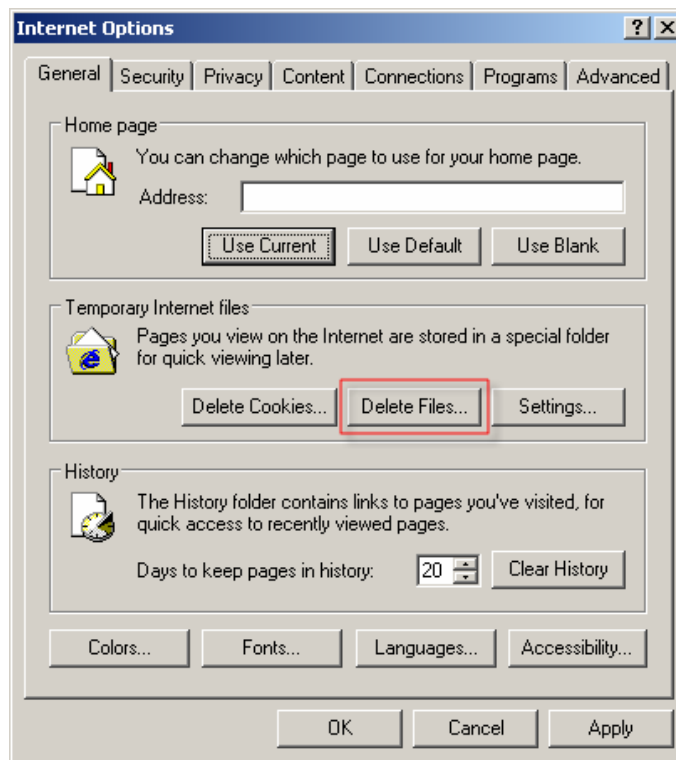 Internet Options
? X
General Security Privacy Content Connections Programs Advanced
Home page
You can change which page to use for your home page.
Address:
Use Current Use Default Use Blank
Temporary Internet files
Pages you view on the Internet are stored in a special folder
for quick viewing later.
Delete Cookies... Delete Files... Settings...
History
The History folder contains links to pages you've visited, for
quick access to recently viewed pages.
Days to keep pages in history: 20 Clear History
Colors... Fonts... Languages... Accessibility...
OK Cancel Apply